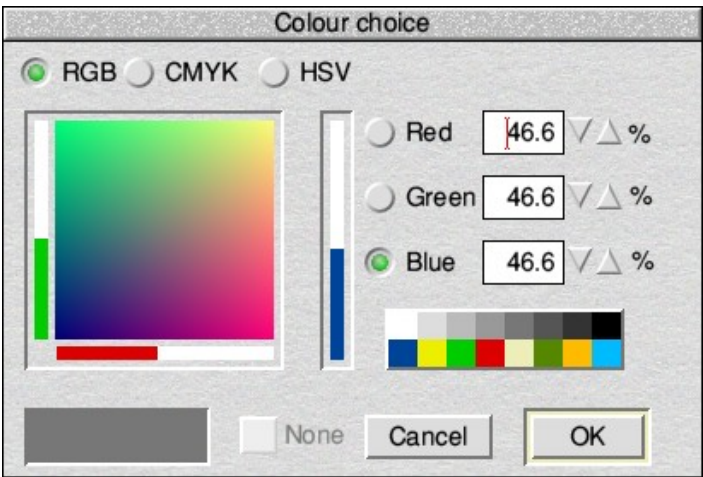 Colour choice
RGB CMYK HSV
Red 46.6 %
Green 46.6 %
Blue 46.6 %
None Cancel OK